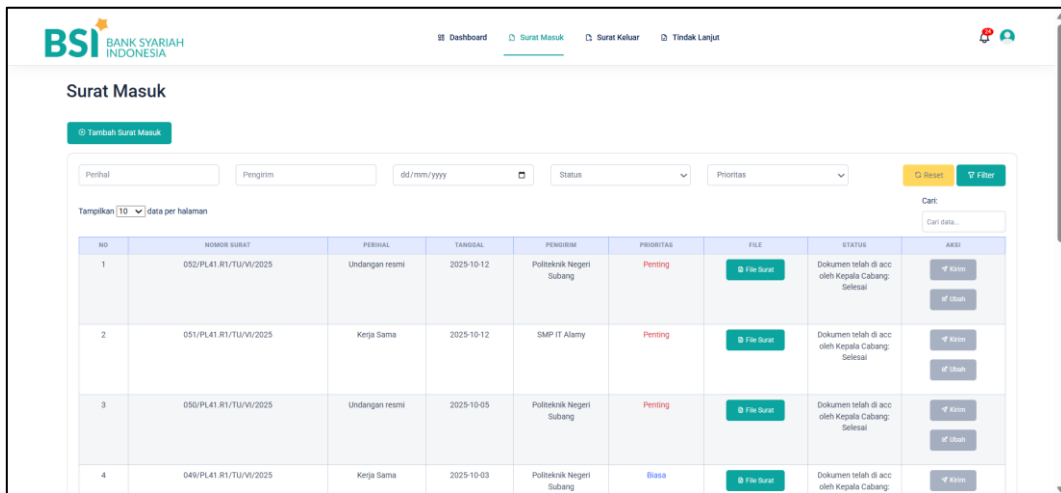 BSI BANK SYARIAH
INDONESIA
Dashboard Surat Masuk Surat Keluar Tindak Lanjut 24
Surat Masuk
Tambah Surat Masuk
Perihal Pengirim dd/mm/yyyy Status Prioritas Reset Filter
Tampilkan 10 data per halaman
Cari:
Cari data...
NO NOMOR SURAT PERIHAL TANGGAL PENGIRIM PRIORITAS FILE STATUS AKSI
1 052/PL41.R1/TU/VI/2025 Undangan resmi 2025-10-12 Politeknik Negeri Subang Penting File Surat Dokumen telah di acc oleh Kepala Cabang: Selesai Kirim Ubah
2 051/PL41.R1/TU/VI/2025 Kerja Sama 2025-10-12 SMP IT Alamy Penting File Surat Dokumen telah di acc oleh Kepala Cabang: Selesai Kirim Ubah
3 050/PL41.R1/TU/VI/2025 Undangan resmi 2025-10-05 Politeknik Negeri Subang Penting File Surat Dokumen telah di acc oleh Kepala Cabang: Selesai Kirim Ubah
4 049/PL41.R1/TU/VI/2025 Kerja Sama 2025-10-03 Politeknik Negeri Subang Biasa File Surat Dokumen telah di acc oleh Kepala Cabang: Kirim